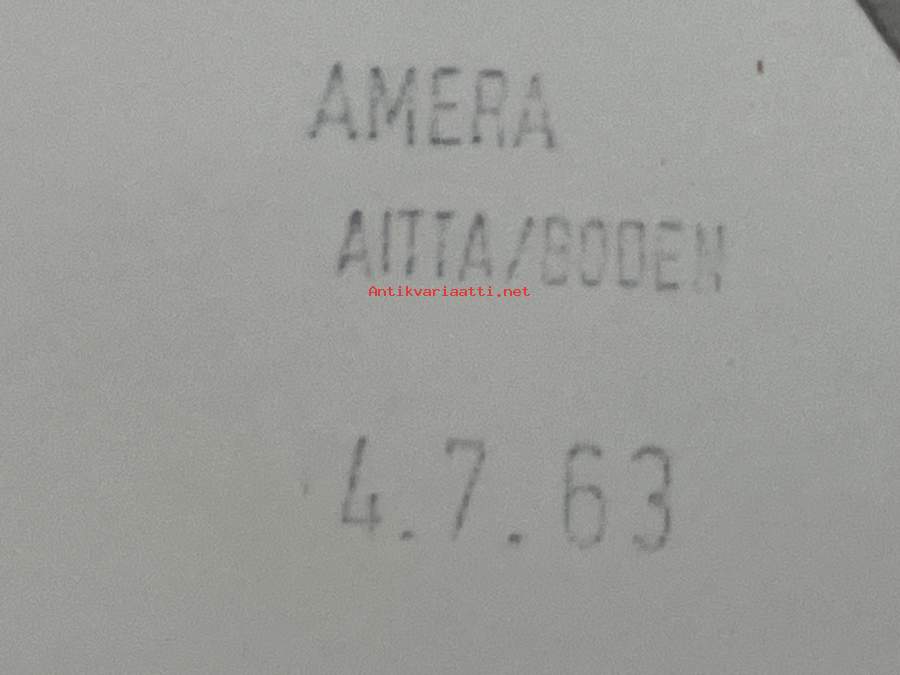 AMERA
AITTA/BODEN
Antikvariaatti.net
4.7.63